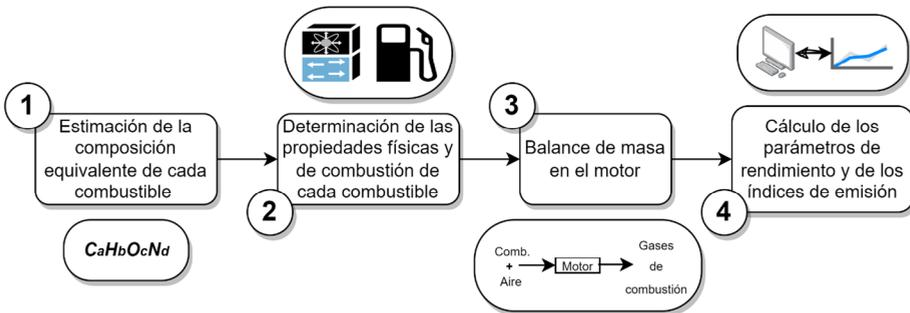 1
Estimación de la
composición
equivalente de cada
combustible
CaHbOcNd
Determinación de las
propiedades físicas y
de combustión de
cada combustible
2
3
Balance de masa
en el motor
Comb.
+
Aire
Motor
Gases
de
combustión
Cálculo de los
parámetros de
rendimiento y de los
índices de emisión
4